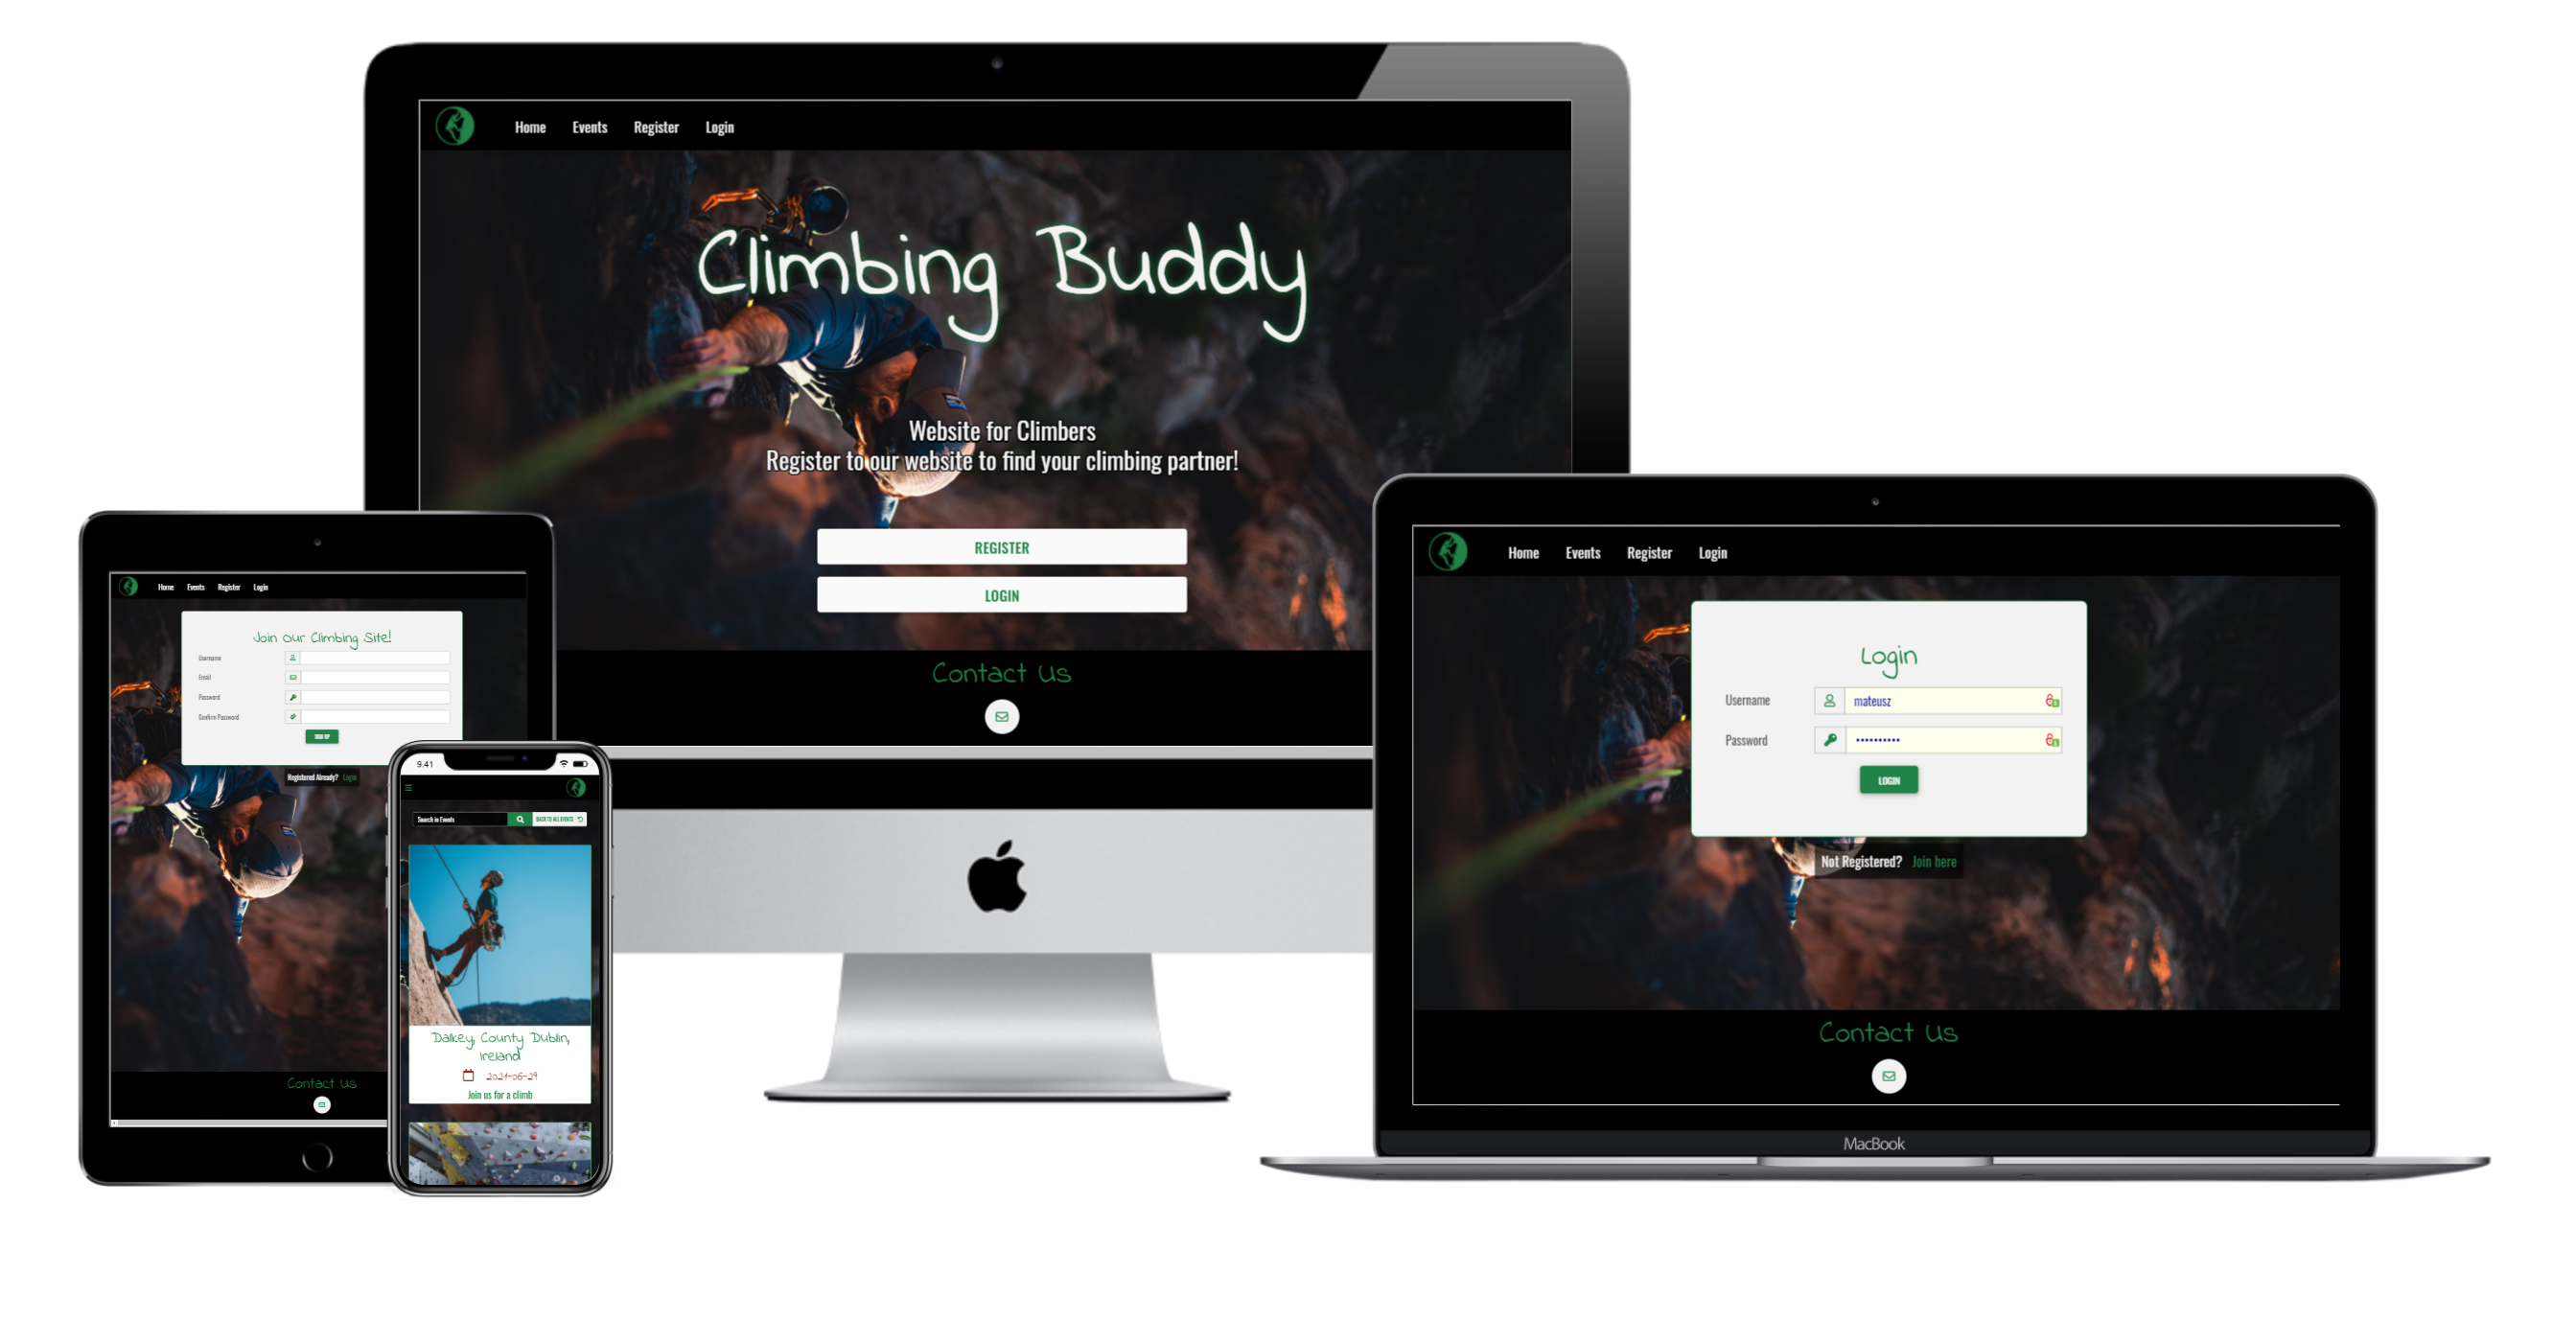 Home Events Register Login
Climbing Buddy
Website for Climbers
Register to our website to find your climbing partner!
REGISTER
LOGIN
Contact Us
Home Events Register Login
Join Our Climbing Site!
Username
Email
Password
Confirm Password
SIGN UP
Registered Already? Login
Contact Us
9:41
Search in Events
BACK TO ALL EVENTS
Dalkey, County Dublin,
Ireland
2021-06-29
Join us for a climb
Home Events Register Login
Login
Username mateusz
Password ••••••••••
LOGIN
Not Registered? Join here
Contact Us
MacBook